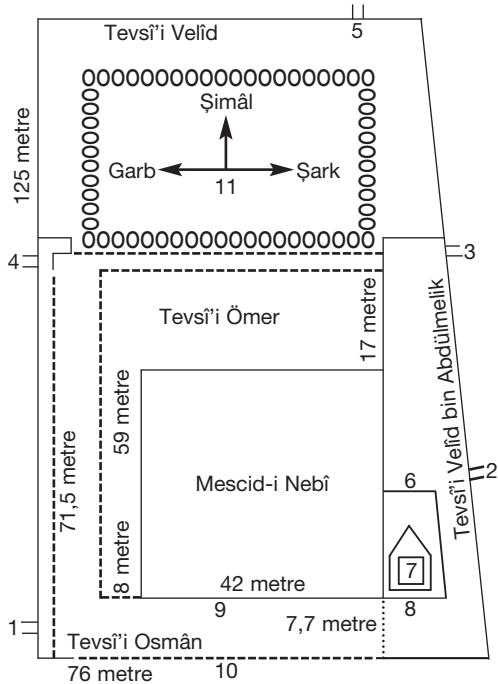 Tevsî'i Velîd
5
Şimâl
Garb
Şark
11
125 metre
4
3
Tevsî'i Ömer
17 metre
Tevsî'i Velîd bin Abdülmelik
59 metre
71,5 metre
2
Mescid-i Nebî
6
7
8 metre
42 metre
9
8
7,7 metre
1
Tevsî'i Osmân
76 metre
10